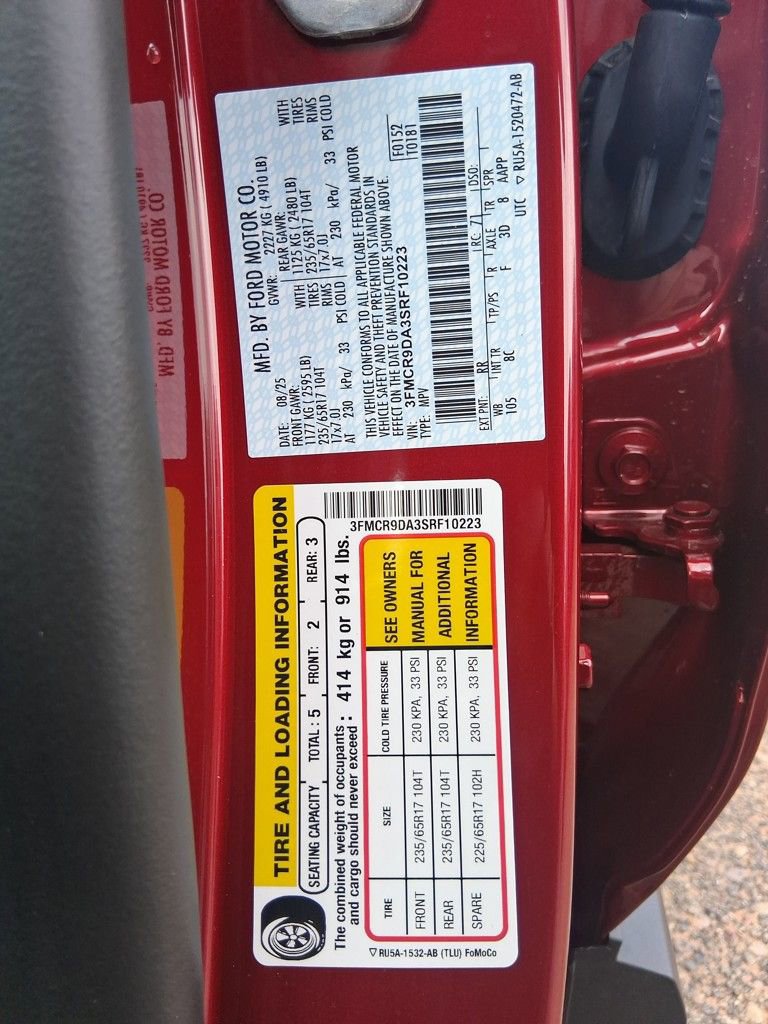 MFD. BY FORD MOTOR CO.
DATE: 08/25 GVWR: 2227 KG ( 4910 LB)
FRONT GAWR: REAR GAWR:
1177 KG ( 2595 LB) WITH 1125 KG ( 2480 LB) WITH
235/65R17 104T TIRES 235/65R17 104T TIRES
17x7.0J RIMS 17x7.0J RIMS
AT 230 kPa/ 33 PSI COLD AT 230 kPa/ 33 PSI COLD
THIS VEHICLE CONFORMS TO ALL APPLICABLE FEDERAL MOTOR
VEHICLE SAFETY AND THEFT PREVENTION STANDARDS IN
EFFECT ON THE DATE OF MANUFACTURE SHOWN ABOVE.
VIN: 3FMCR9DA3SRF10223 F0152
TYPE: MPV T0181
EXT PNT: RR RC: 71 DSO:
WB INT TR TP/PS R AXLE TR SPR
105 8C F 3D 8 AAPP
UTC ▽ RU5A-1520472-AB
TIRE AND LOADING INFORMATION
SEATING CAPACITY TOTAL : 5 FRONT: 2 REAR: 3
The combined weight of occupants and cargo should never exceed : 414 kg or 914 lbs.
3FMCR9DA3SRF10223
TIRE SIZE COLD TIRE PRESSURE
FRONT 235/65R17 104T 230 KPA, 33 PSI
REAR 235/65R17 104T 230 KPA, 33 PSI
SPARE 225/65R17 102H 230 KPA, 33 PSI
SEE OWNERS
MANUAL FOR
ADDITIONAL
INFORMATION
▽ RU5A-1532-AB (TLU) FoMoCo